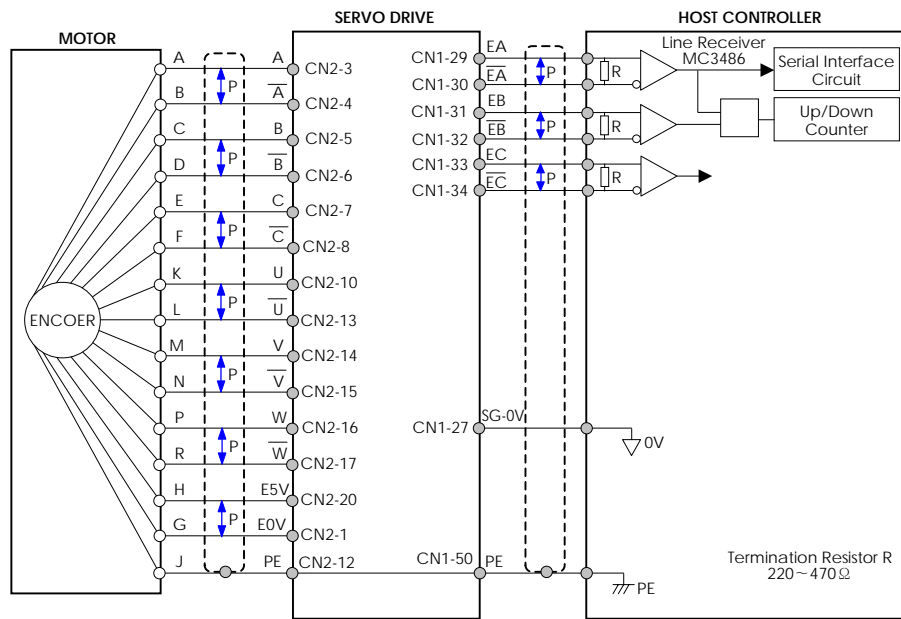 MOTOR
SERVO DRIVE
HOST CONTROLLER
A A CN2-3
P
B A̅ CN2-4
C B CN2-5
P
D B̅ CN2-6
E C CN2-7
P
F C̅ CN2-8
K U CN2-10
P
L U̅ CN2-13
M V CN2-14
P
N V̅ CN2-15
P W CN2-16
P
R W̅ CN2-17
H E5V CN2-20
P
G E0V CN2-1
J PE CN2-12
ENCOER
CN1-29 EA
P R
CN1-30 E̅A̅
CN1-31 EB
P R
CN1-32 E̅B̅
CN1-33 EC
P R
CN1-34 E̅C̅
CN1-27 SG-0V
0V
CN1-50 PE
PE
Line Receiver
MC3486
Serial Interface
Circuit
Up/Down
Counter
Termination Resistor R
220~470Ω